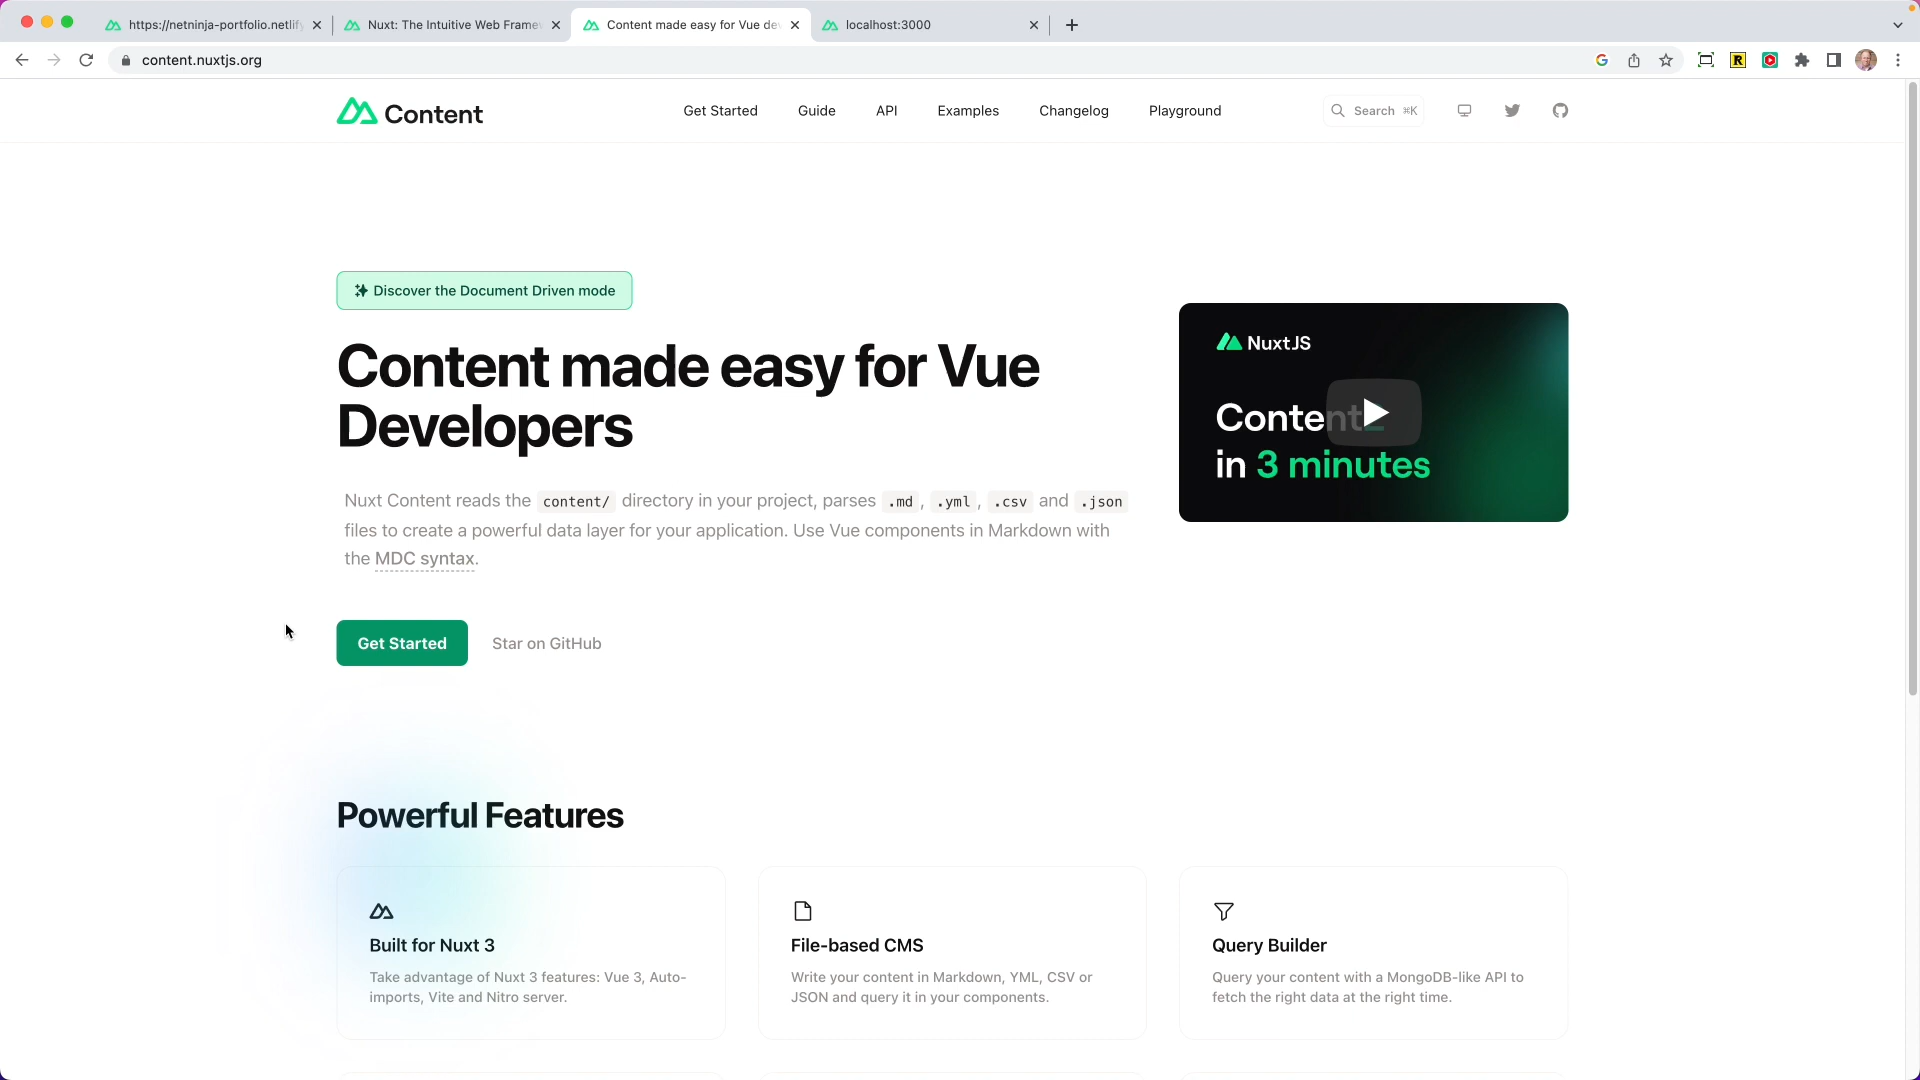 https://netninja-portfolio.netlify
Nuxt: The Intuitive Web Frame
Content made easy for Vue de
localhost:3000
content.nuxtjs.org
Content
Get Started
Guide
API
Examples
Changelog
Playground
Search ⌘K
Discover the Document Driven mode
Content made easy for Vue
Developers
Nuxt Content reads the content/ directory in your project, parses .md, .yml, .csv and .json
files to create a powerful data layer for your application. Use Vue components in Markdown with
the MDC syntax.
NuxtJS
Content
in 3 minutes
Get Started
Star on GitHub
Powerful Features
Built for Nuxt 3
Take advantage of Nuxt 3 features: Vue 3, Auto-
imports, Vite and Nitro server.
File-based CMS
Write your content in Markdown, YML, CSV or
JSON and query it in your components.
Query Builder
Query your content with a MongoDB-like API to
fetch the right data at the right time.